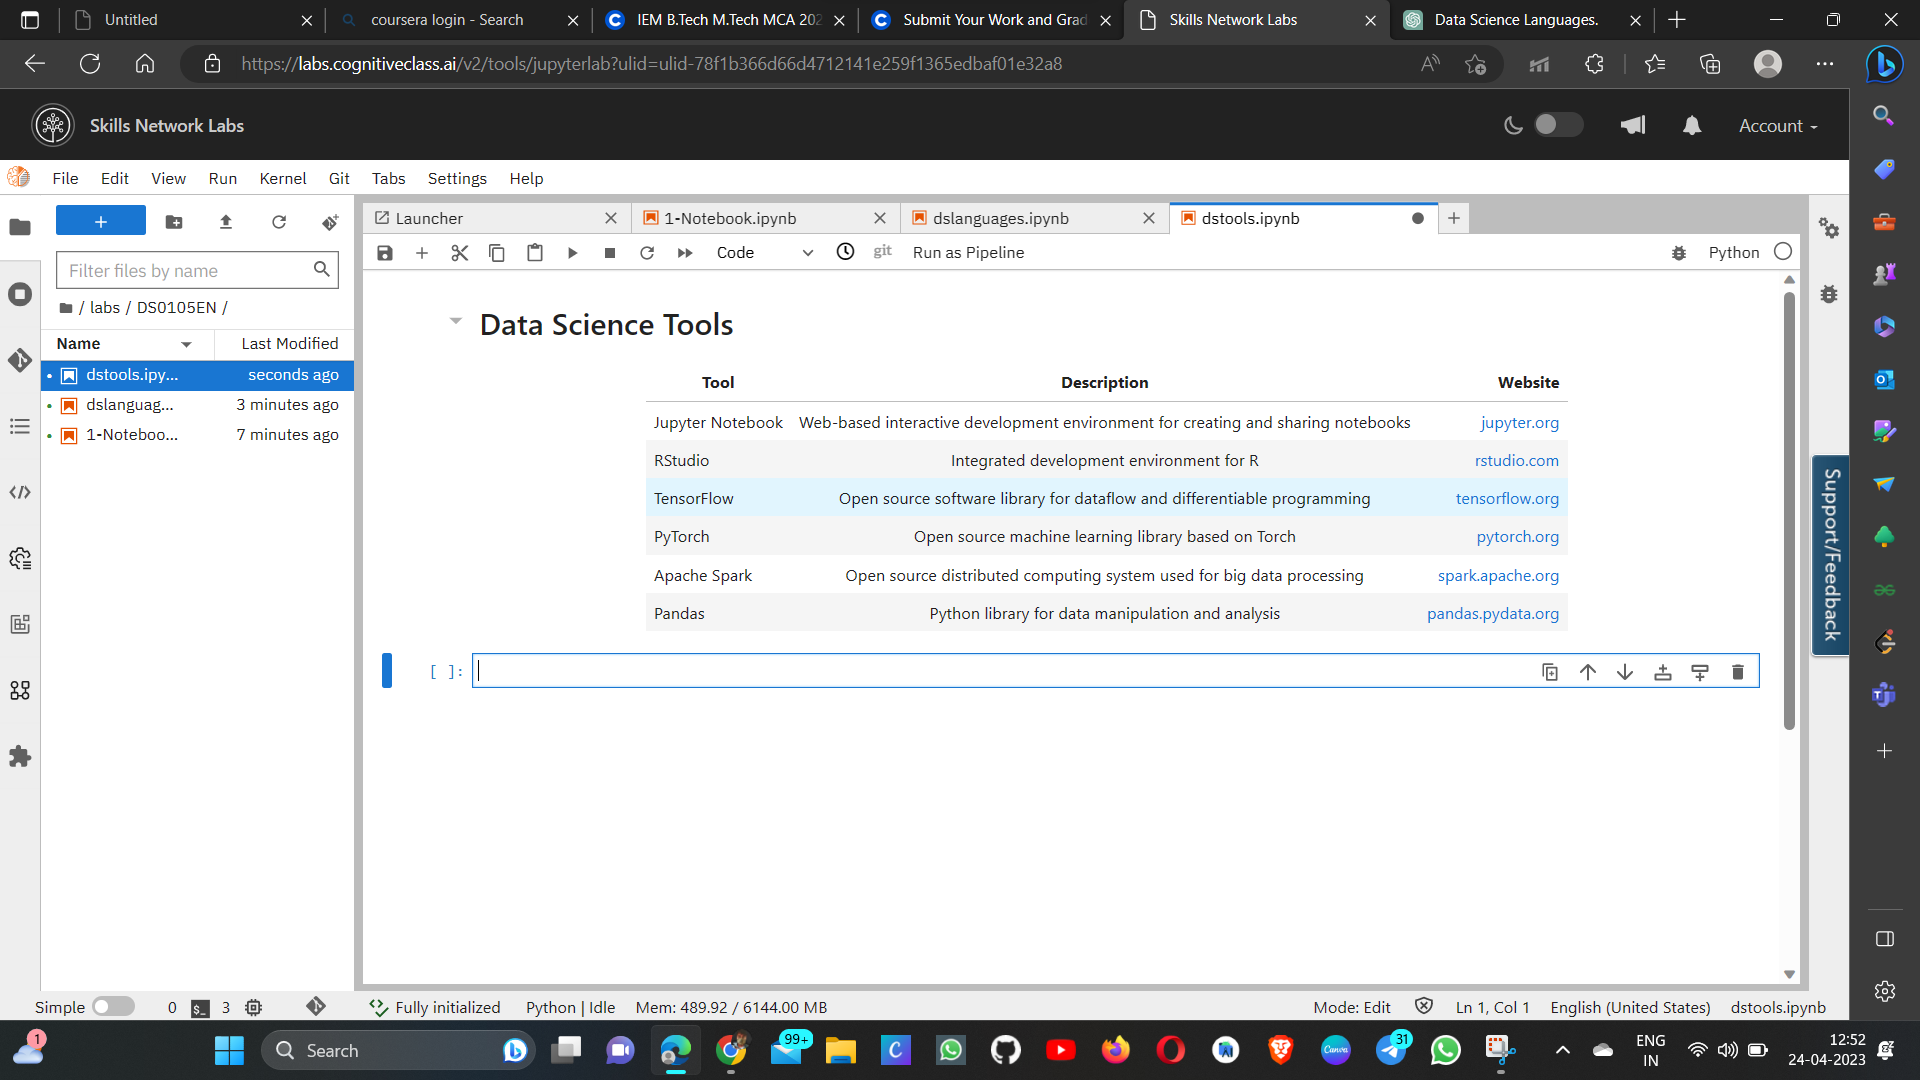 Untitled
coursera login - Search
IEM B.Tech M.Tech MCA 202
Submit Your Work and Grad
Skills Network Labs
Data Science Languages.
https://labs.cognitiveclass.ai/v2/tools/jupyterlab?ulid=ulid-78f1b366d66d4712141e259f1365edbaf01e32a8
Skills Network Labs
Account
File Edit View Run Kernel Git Tabs Settings Help
Launcher
1-Notebook.ipynb
dslanguages.ipynb
dstools.ipynb
Code
git
Run as Pipeline
Python
Filter files by name
/ labs / DS0105EN /
Name Last Modified
dstools.ipy... seconds ago
dslanguag... 3 minutes ago
1-Noteboo... 7 minutes ago
Data Science Tools
Tool Description Website
Jupyter Notebook Web-based interactive development environment for creating and sharing notebooks jupyter.org
RStudio Integrated development environment for R rstudio.com
TensorFlow Open source software library for dataflow and differentiable programming tensorflow.org
PyTorch Open source machine learning library based on Torch pytorch.org
Apache Spark Open source distributed computing system used for big data processing spark.apache.org
Pandas Python library for data manipulation and analysis pandas.pydata.org
[ ]:
Support/Feedback
Simple 0 3 Fully initialized Python | Idle Mem: 489.92 / 6144.00 MB Mode: Edit Ln 1, Col 1 English (United States) dstools.ipynb
1
Search
99+
31
ENG
IN
12:52
24-04-2023